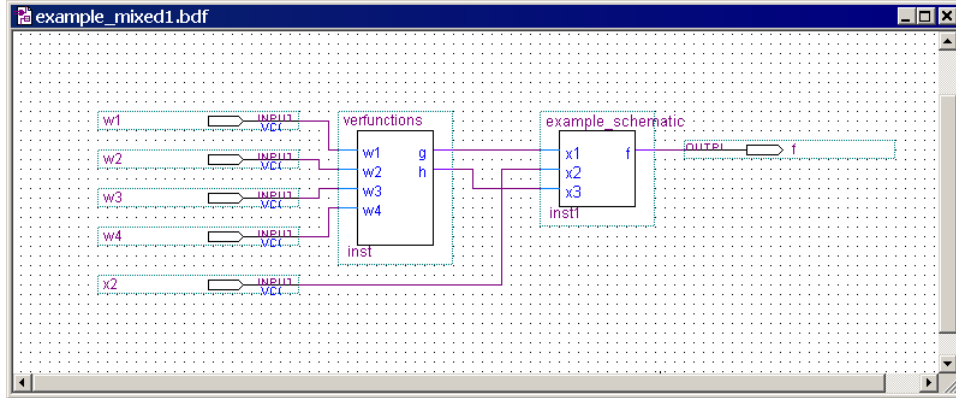 example_mixed1.bdf
w1
w2
w3
w4
x2
verfunctions
w1 g
w2 h
w3
w4
inst
example_schematic
x1 f
x2
x3
inst1
f